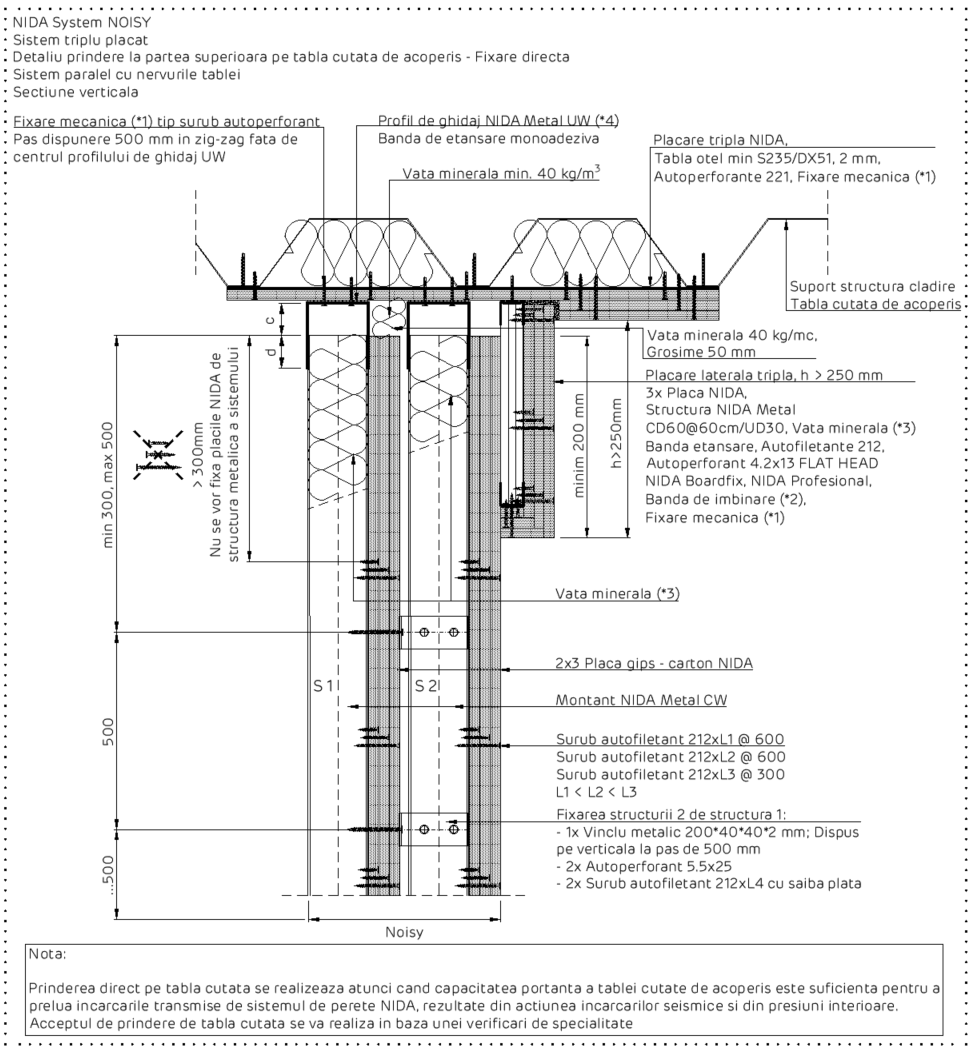 NIDA System NOISY
Sistem triplu placat
Detaliu prindere la partea superioara pe tabla cutata de acoperis - Fixare directa
Sistem paralel cu nervurile tablei
Sectiune verticala
Fixare mecanica (*1) tip surub autoperforant
Pas dispunere 500 mm in zig-zag fata de
centrul profilului de ghidaj UW
Profil de ghidaj NIDA Metal UW (*4)
Banda de etansare monoadeziva
Vata minerala min. 40 kg/m³
Placare tripla NIDA,
Tabla otel min S235/DX51, 2 mm,
Autoperforante 221, Fixare mecanica (*1)
Suport structura cladire
Tabla cutata de acoperis
c
d
min 300, max 500
> 300mm
Nu se vor fixa placile NIDA de
structura metalica a sistemului
minim 200 mm
h>250mm
Vata minerala 40 kg/mc,
Grosime 50 mm
Placare laterala tripla, h > 250 mm
3x Placa NIDA,
Structura NIDA Metal
CD60@60cm/UD30, Vata minerala (*3)
Banda etansare, Autofiletante 212,
Autoperforant 4.2x13 FLAT HEAD
NIDA Boardfix, NIDA Profesional,
Banda de imbinare (*2),
Fixare mecanica (*1)
Vata minerala (*3)
2x3 Placa gips - carton NIDA
S 1
S 2
Montant NIDA Metal CW
500
Surub autofiletant 212xL1 @ 600
Surub autofiletant 212xL2 @ 600
Surub autofiletant 212xL3 @ 300
L1 < L2 < L3
Fixarea structurii 2 de structura 1:
- 1x Vinclu metalic 200*40*40*2 mm; Dispus
pe verticala la pas de 500 mm
- 2x Autoperforant 5.5x25
- 2x Surub autofiletant 212xL4 cu saiba plata
...500
Noisy
Nota:
Prinderea direct pe tabla cutata se realizeaza atunci cand capacitatea portanta a tablei cutate de acoperis este suficienta pentru a
prelua incarcarile transmise de sistemul de perete NIDA, rezultate din actiunea incarcarilor seismice si din presiuni interioare.
Acceptul de prindere de tabla cutata se va realiza in baza unei verificari de specialitate